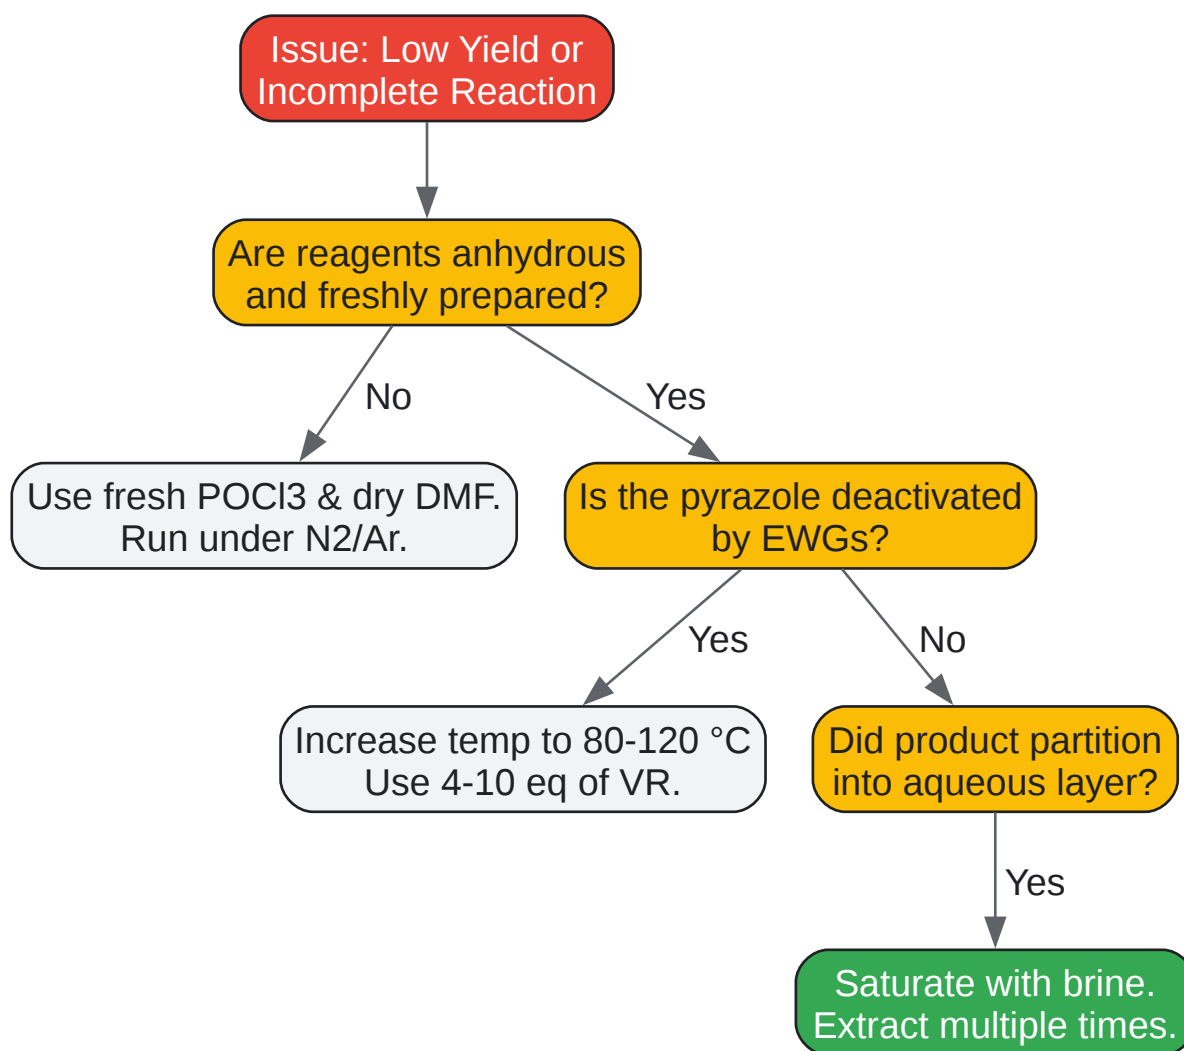 Issue: Low Yield or
Incomplete Reaction
Are reagents anhydrous
and freshly prepared?
No
Yes
Use fresh POCl3 & dry DMF.
Run under N2/Ar.
Is the pyrazole deactivated
by EWGs?
Yes
No
Increase temp to 80-120 °C
Use 4-10 eq of VR.
Did product partition
into aqueous layer?
Yes
Saturate with brine.
Extract multiple times.